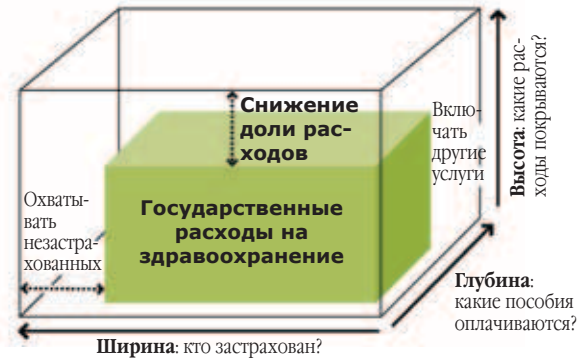 Снижение
доли рас-
ходов
Вклю-
чать
другие
услуги
Высота: какие рас-
ходы покрываются?
Охваты-
вать
незастра-
хованных
Государственные
расходы на
здравоохранение
Глубина:
какие пособия
оплачиваются?
Ширина: кто застрахован?